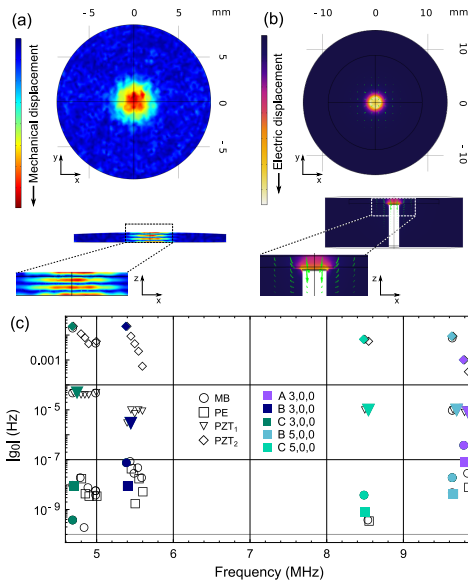 (a)
-5 0 5 mm
Mechanical displacement
5
0
-5
y
x
z
x
(b)
-10 0 10 mm
Electric displacement
10
0
-10
y
x
z
x
(c)
|g₀| (Hz)
0.001
10⁻⁵
10⁻⁷
10⁻⁹
MB
PE
PZT₁
PZT₂
A 3,0,0
B 3,0,0
C 3,0,0
B 5,0,0
C 5,0,0
5 6 7 8 9
Frequency (MHz)